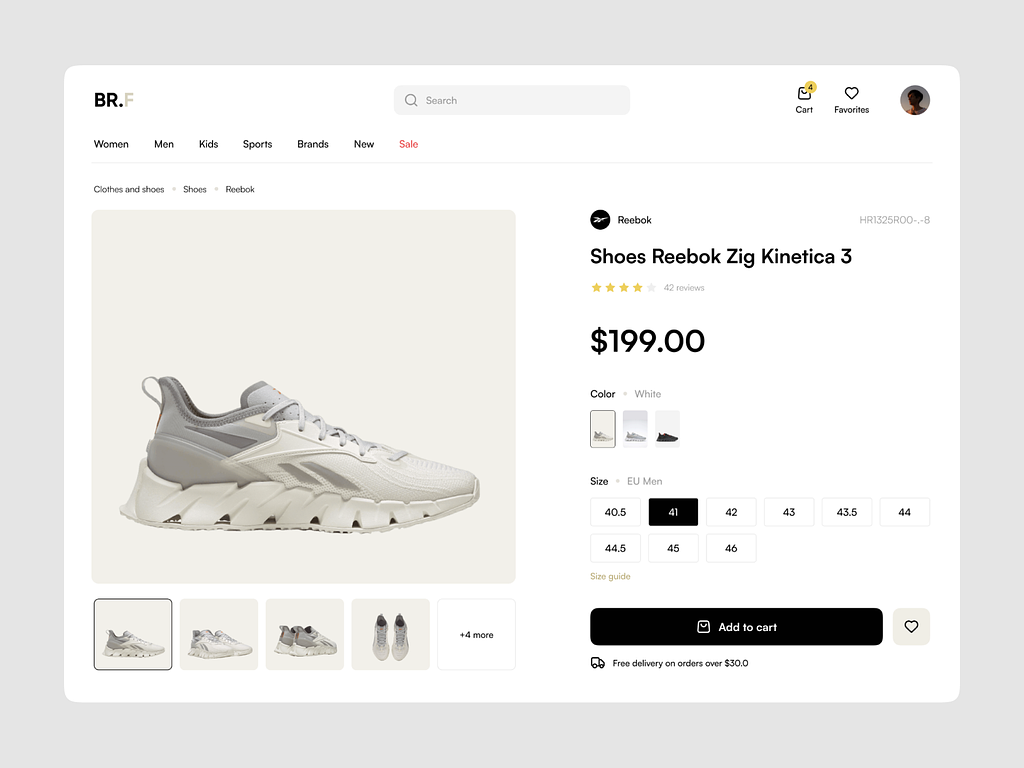 BR.F
Search
4
Cart
Favorites
Women Men Kids Sports Brands New Sale
Clothes and shoes Shoes Reebok
Reebok
HR1325R00-.-8
Shoes Reebok Zig Kinetica 3
42 reviews
$199.00
Color White
Size EU Men
40.5 41 42 43 43.5 44
44.5 45 46
Size guide
+4 more
Add to cart
Free delivery on orders over $30.0